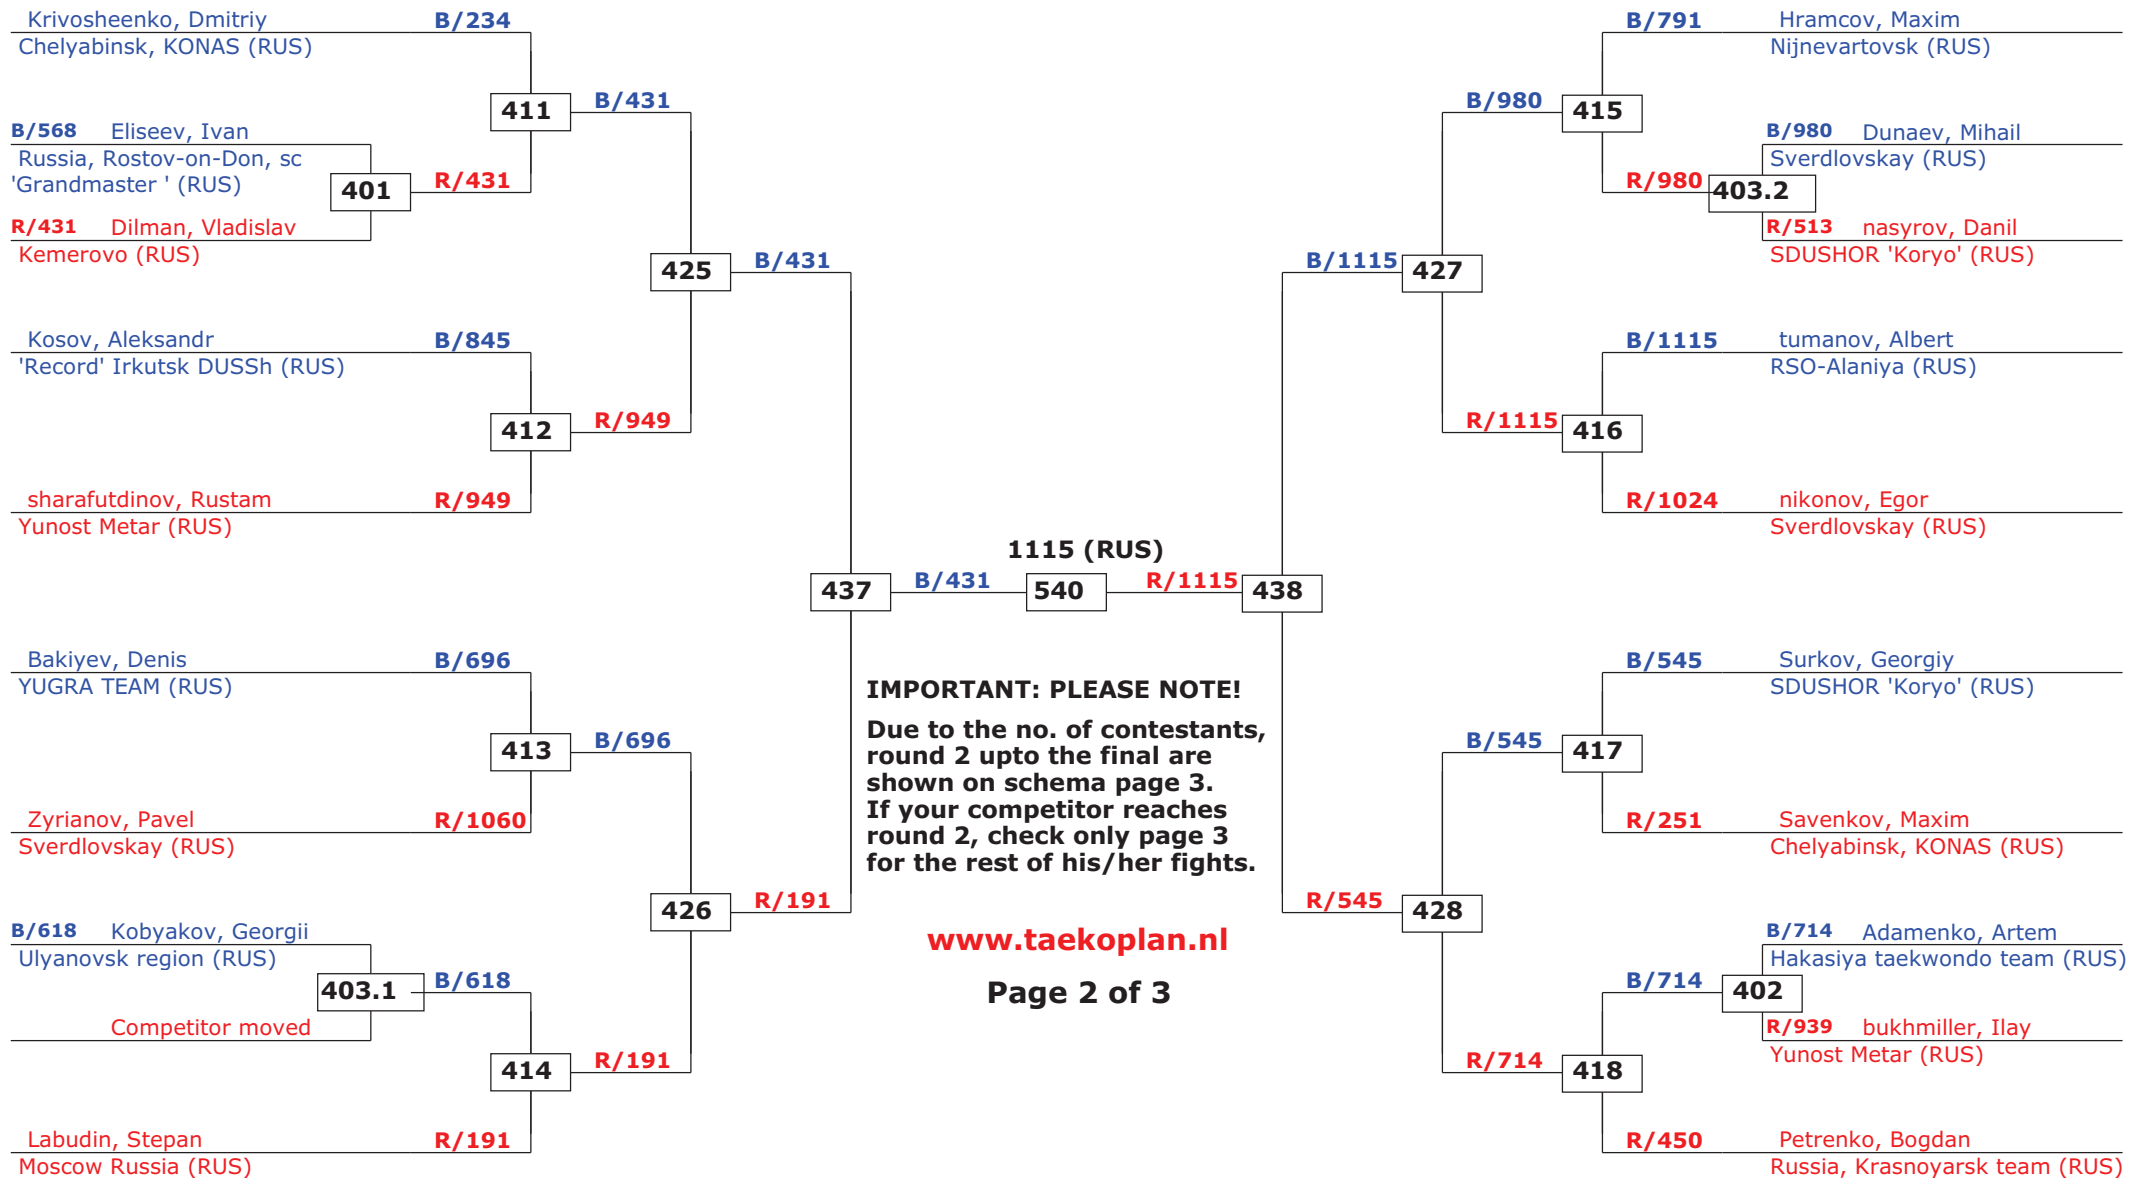 Krivosheenko, Dmitriy
B/234
Chelyabinsk, KONAS (RUS)
411
B/431
B/568 Eliseev, Ivan
Russia, Rostov-on-Don, sc
'Grandmaster ' (RUS)
401
R/431
R/431 Dilman, Vladislav
Kemerovo (RUS)
425
B/431
Kosov, Aleksandr
B/845
'Record' Irkutsk DUSSh (RUS)
412
R/949
sharafutdinov, Rustam
R/949
Yunost Metar (RUS)
437
B/431
Bakiyev, Denis
B/696
YUGRA TEAM (RUS)
413
B/696
Zyrianov, Pavel
R/1060
Sverdlovskay (RUS)
426
R/191
B/618 Kobyakov, Georgii
Ulyanovsk region (RUS)
403.1
B/618
Competitor moved
414
R/191
Labudin, Stepan
R/191
Moscow Russia (RUS)
1115 (RUS)
540
IMPORTANT: PLEASE NOTE!
Due to the no. of contestants,
round 2 upto the final are
shown on schema page 3.
If your competitor reaches
round 2, check only page 3
for the rest of his/her fights.
www.taekoplan.nl
Page 2 of 3
B/791
Hramcov, Maxim
Nijnevartovsk (RUS)
B/980
415
B/980 Dunaev, Mihail
Sverdlovskay (RUS)
R/980
403.2
R/513 nasyrov, Danil
SDUSHOR 'Koryo' (RUS)
B/1115
427
B/1115
tumanov, Albert
RSO-Alaniya (RUS)
R/1115
416
R/1024
nikonov, Egor
Sverdlovskay (RUS)
R/1115
438
B/545
Surkov, Georgiy
SDUSHOR 'Koryo' (RUS)
B/545
417
R/251
Savenkov, Maxim
Chelyabinsk, KONAS (RUS)
R/545
428
B/714 Adamenko, Artem
Hakasiya taekwondo team (RUS)
B/714
402
R/939 bukhmiller, Ilay
Yunost Metar (RUS)
R/714
418
R/450
Petrenko, Bogdan
Russia, Krasnoyarsk team (RUS)